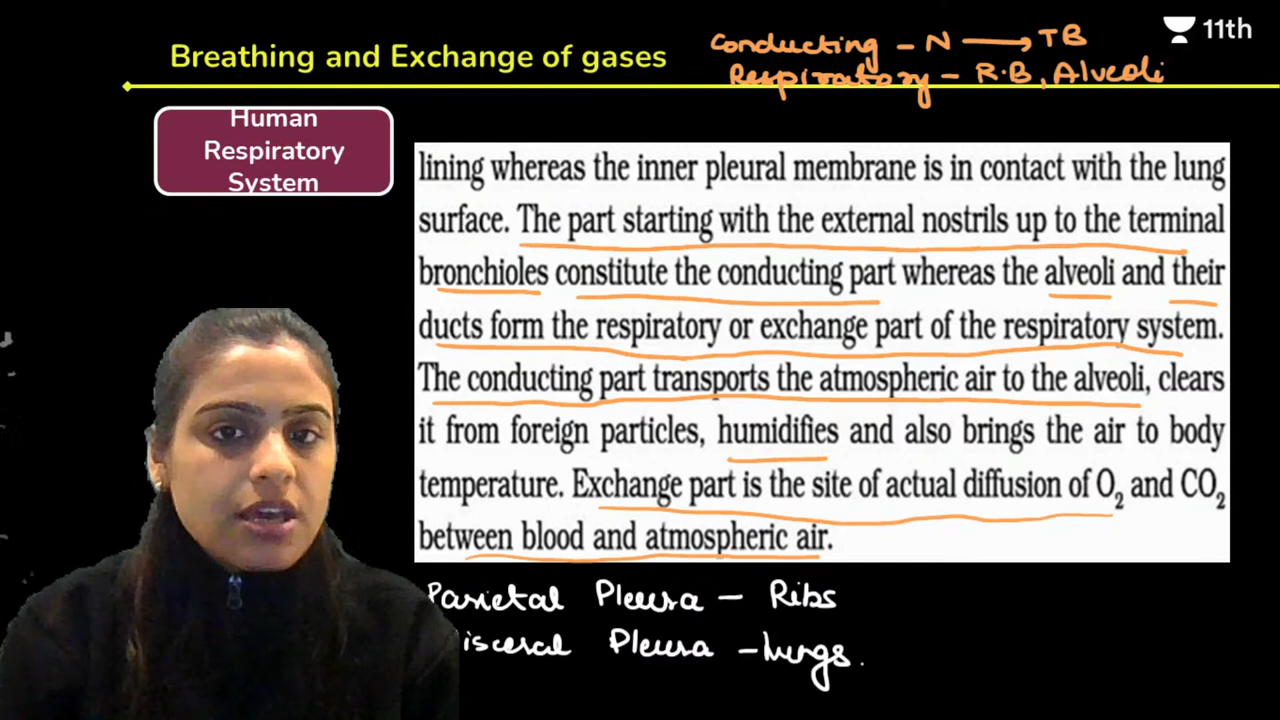 Breathing and Exchange of gases
Conducting - N → TB
Respiratory - R.B, Alveoli
11th
Human
Respiratory
System
lining whereas the inner pleural membrane is in contact with the lung
surface. The part starting with the external nostrils up to the terminal
bronchioles constitute the conducting part whereas the alveoli and their
ducts form the respiratory or exchange part of the respiratory system.
The conducting part transports the atmospheric air to the alveoli, clears
it from foreign particles, humidifies and also brings the air to body
temperature. Exchange part is the site of actual diffusion of O₂ and CO₂
between blood and atmospheric air.
Parietal Pleura - Ribs
isceral Pleura - lungs.